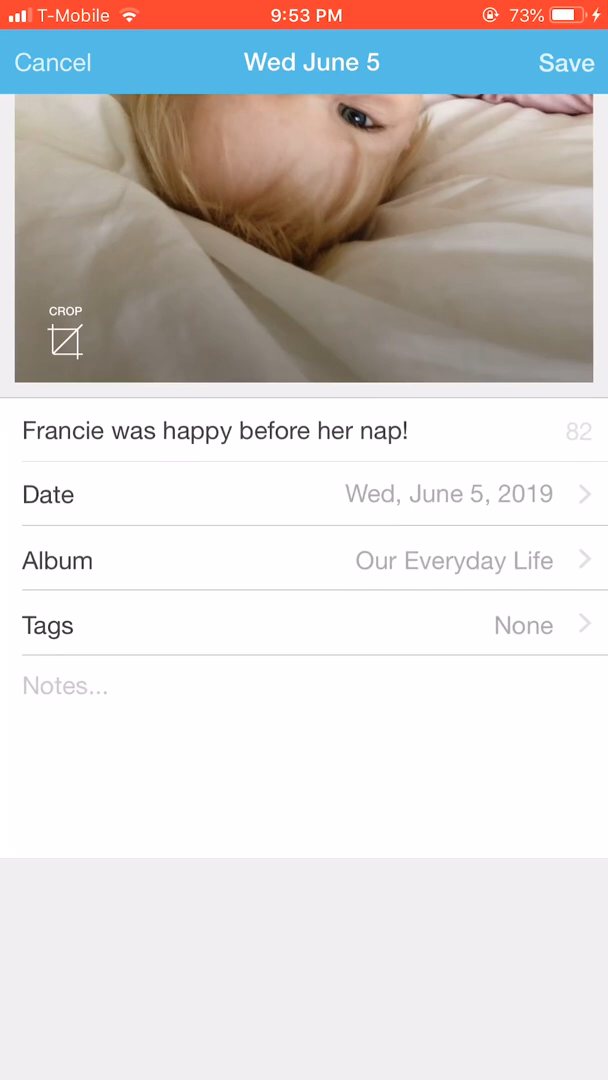 T-Mobile 9:53 PM 73%
Cancel Wed June 5 Save
CROP
Francie was happy before her nap! 82
Date Wed, June 5, 2019
Album Our Everyday Life
Tags None
Notes...